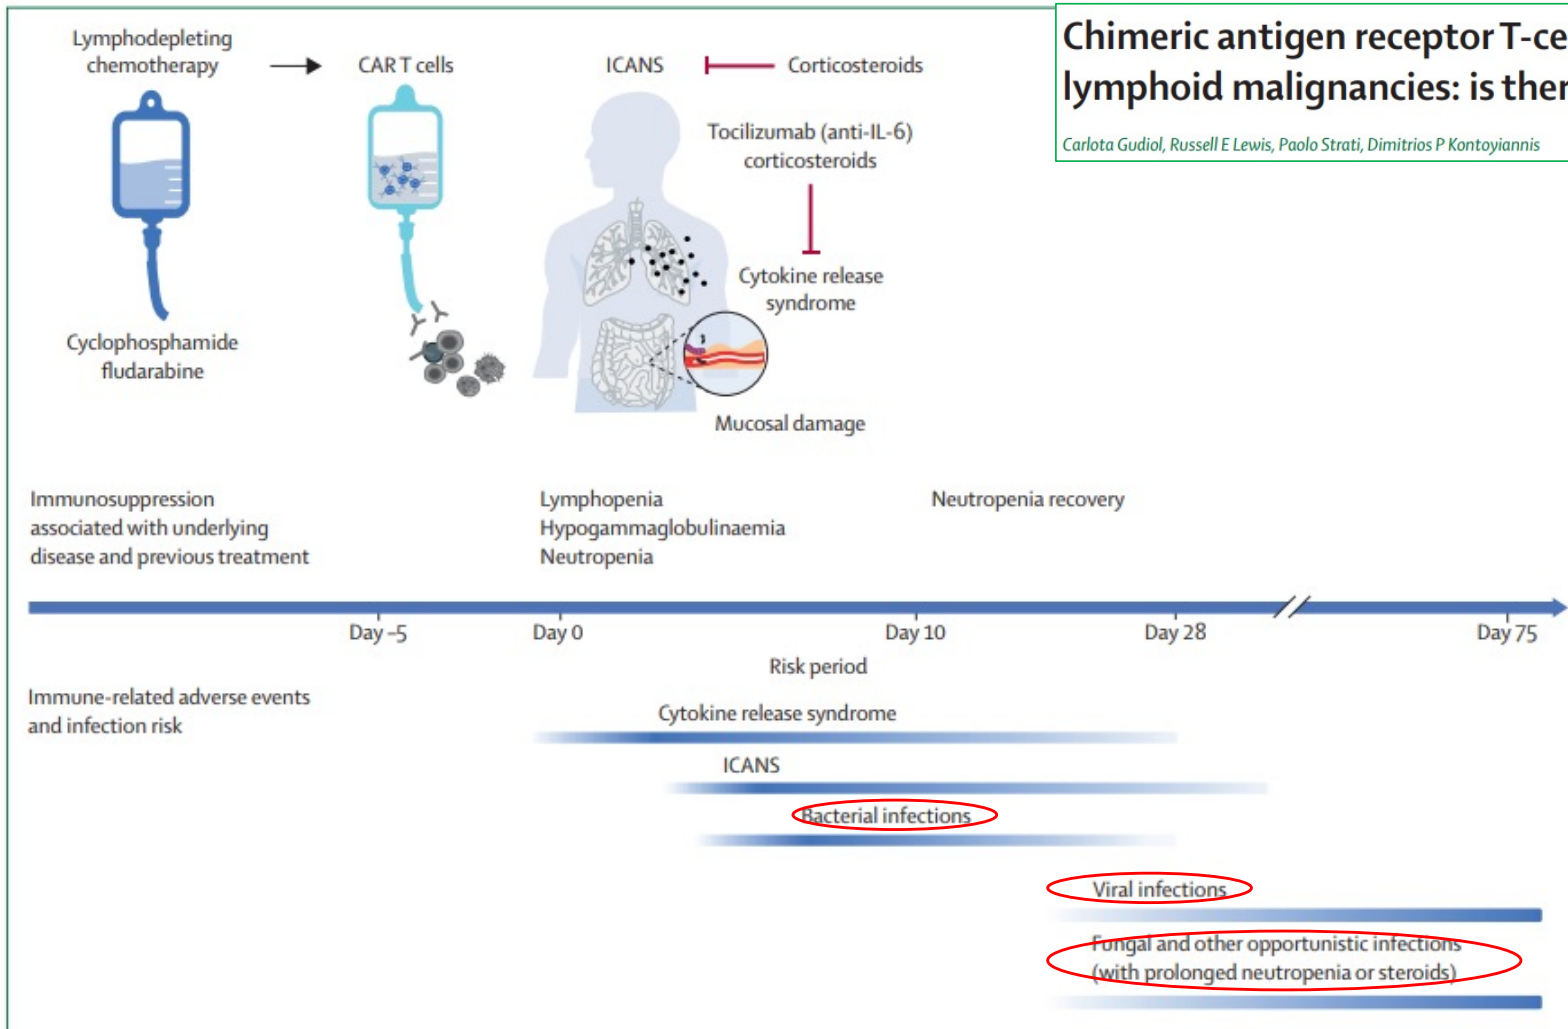 Chimeric antigen receptor T-ce
lymphoid malignancies: is ther
Carlota Gudiol, Russell E Lewis, Paolo Strati, Dimitrios P Kontoyiannis
Lymphodepleting
chemotherapy
CAR T cells
ICANS
Corticosteroids
Tocilizumab (anti-IL-6)
corticosteroids
Cytokine release
syndrome
Cyclophosphamide
fludarabine
Mucosal damage
Immunosuppression
associated with underlying
disease and previous treatment
Lymphopenia
Hypogammaglobulinaemia
Neutropenia
Neutropenia recovery
Day –5
Day 0
Day 10
Day 28
Day 75
Risk period
Immune-related adverse events
and infection risk
Cytokine release syndrome
ICANS
Bacterial infections
Viral infections
Fungal and other opportunistic infections
(with prolonged neutropenia or steroids)